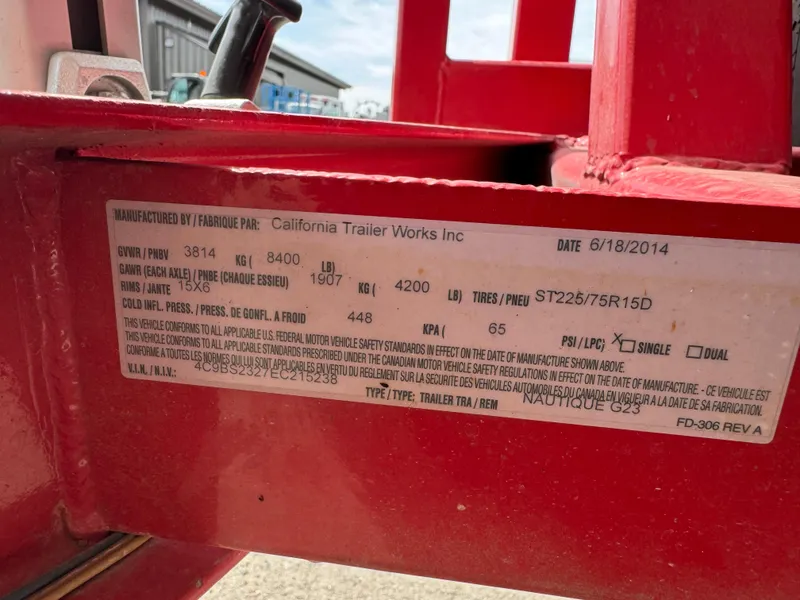 MANUFACTURED BY / FABRIQUE PAR: California Trailer Works Inc DATE 6/18/2014
GVWR / PNBV 3814 KG ( 8400 LB)
GAWR (EACH AXLE) / PNBE (CHAQUE ESSIEU) 1907 KG ( 4200 LB) TIRES / PNEU ST225/75R15D
RIMS / JANTE 15X6
COLD INFL. PRESS. / PRESS. DE GONFL. A FROID 448 KPA ( 65 PSI / LPC) X SINGLE DUAL
THIS VEHICLE CONFORMS TO ALL APPLICABLE U.S. FEDERAL MOTOR VEHICLE SAFETY STANDARDS IN EFFECT ON THE DATE OF MANUFACTURE SHOWN ABOVE.
THIS VEHICLE CONFORMS TO ALL APPLICABLE STANDARDS PRESCRIBED UNDER THE CANADIAN MOTOR VEHICLE SAFETY REGULATIONS IN EFFECT ON THE DATE OF MANUFACTURE. - CE VEHICULE EST
CONFORME A TOUTES LES NORMES QUI LUI SONT APPLICABLES EN VERTU DU REGLEMENT SUR LA SECURITE DES VEHICULES AUTOMOBILES DU CANADA EN VIGUEUR A LA DATE DE SA FABRICATION.
V.I.N. / N.I.V.: 4C9BS2327EC215238 TYPE / TYPE: TRAILER TRA / REM NAUTIQUE G23
FD-306 REV A